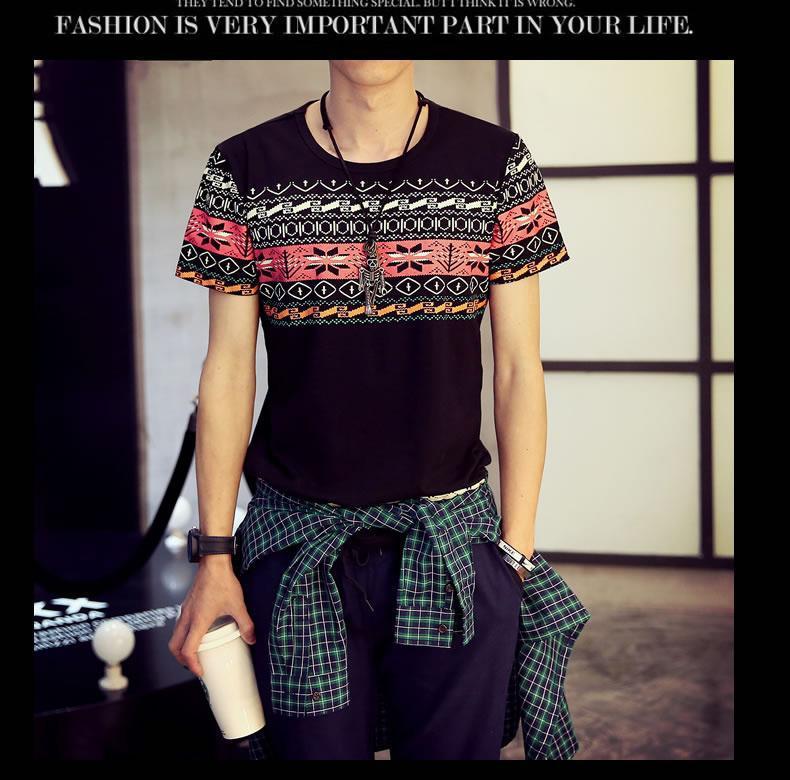 THEY TEND TO FIND SOMETHING SPECIAL. BUT I THINK IT IS WRONG.
FASHION IS VERY IMPORTANT PART IN YOUR LIFE.